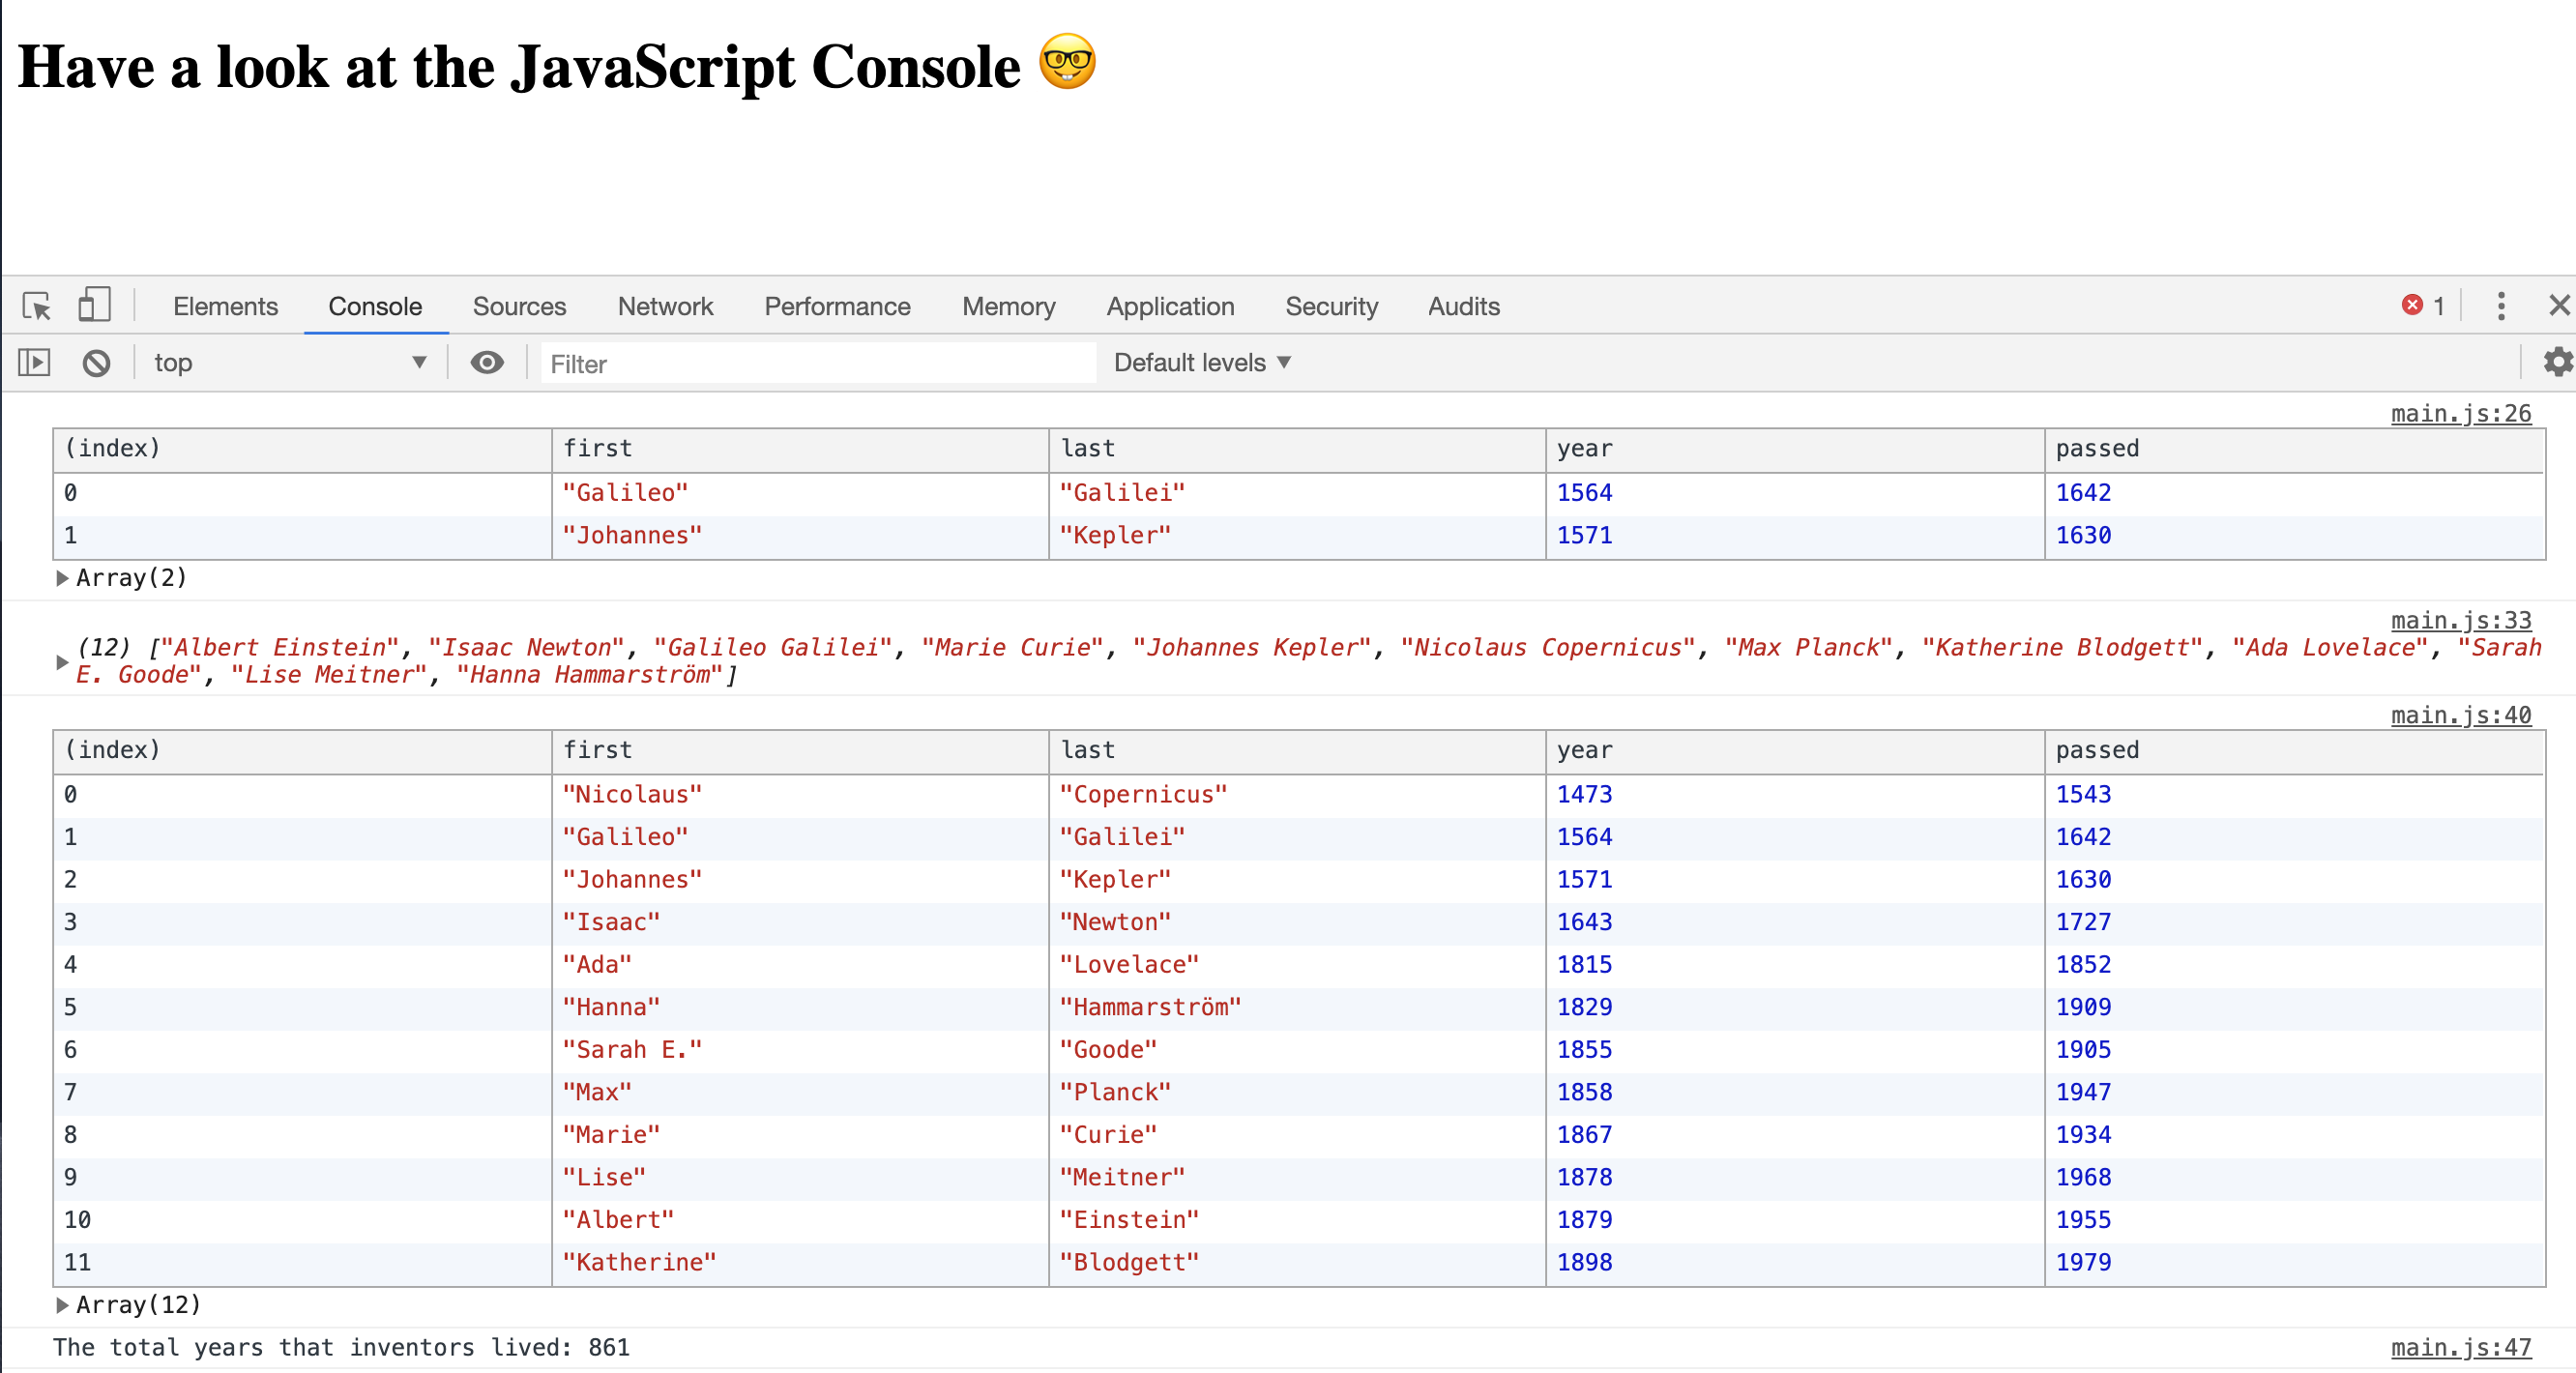 Have a look at the JavaScript Console 🤓
Elements Console Sources Network Performance Memory Application Security Audits 1
top Filter Default levels
main.js:26
(index) first last year passed
0 "Galileo" "Galilei" 1564 1642
1 "Johannes" "Kepler" 1571 1630
Array(2)
main.js:33
(12) ["Albert Einstein", "Isaac Newton", "Galileo Galilei", "Marie Curie", "Johannes Kepler", "Nicolaus Copernicus", "Max Planck", "Katherine Blodgett", "Ada Lovelace", "Sarah
E. Goode", "Lise Meitner", "Hanna Hammarström"]
main.js:40
(index) first last year passed
0 "Nicolaus" "Copernicus" 1473 1543
1 "Galileo" "Galilei" 1564 1642
2 "Johannes" "Kepler" 1571 1630
3 "Isaac" "Newton" 1643 1727
4 "Ada" "Lovelace" 1815 1852
5 "Hanna" "Hammarström" 1829 1909
6 "Sarah E." "Goode" 1855 1905
7 "Max" "Planck" 1858 1947
8 "Marie" "Curie" 1867 1934
9 "Lise" "Meitner" 1878 1968
10 "Albert" "Einstein" 1879 1955
11 "Katherine" "Blodgett" 1898 1979
Array(12)
The total years that inventors lived: 861 main.js:47